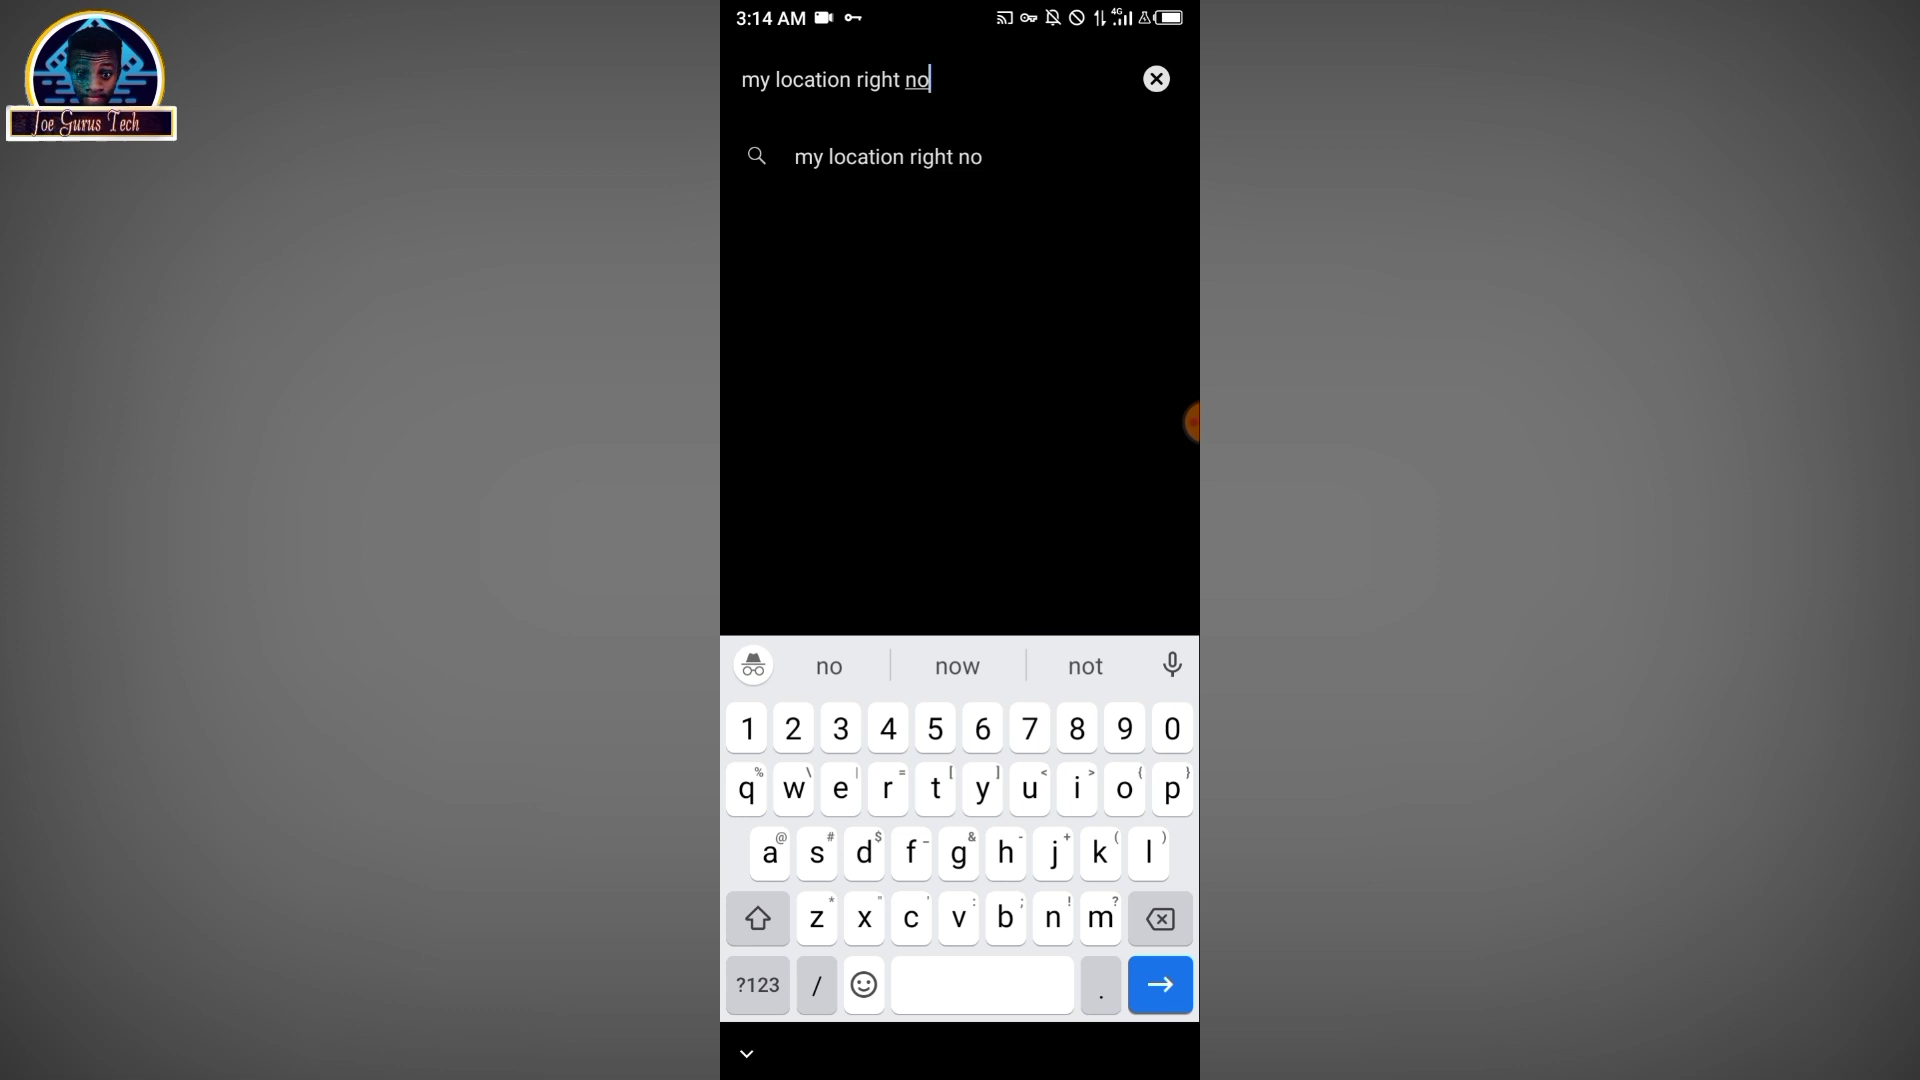 Joe Gurus Tech
3:14 AM
4G
my location right no
my location right no
no now not
1 2 3 4 5 6 7 8 9 0
% \ | = [ ] < > { }
q w e r t y u i o p
@ # $ _ & - + ( )
a s d f g h j k l
* " ' : ; ! ?
z x c v b n m
?123 / .